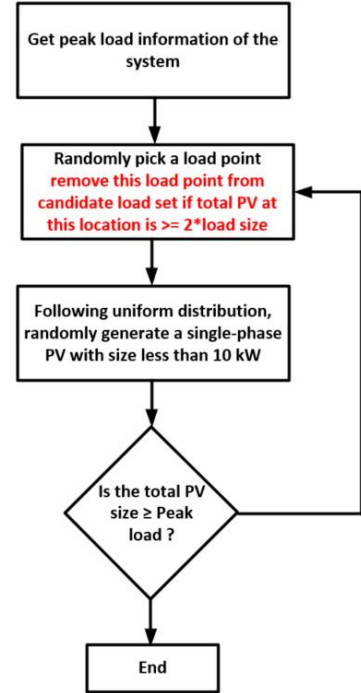 Get peak load information of the
system
Randomly pick a load point
remove this load point from
candidate load set if total PV at
this location is >= 2*load size
Following uniform distribution,
randomly generate a single-phase
PV with size less than 10 kW
Is the total PV
size ≥ Peak
load ?
End